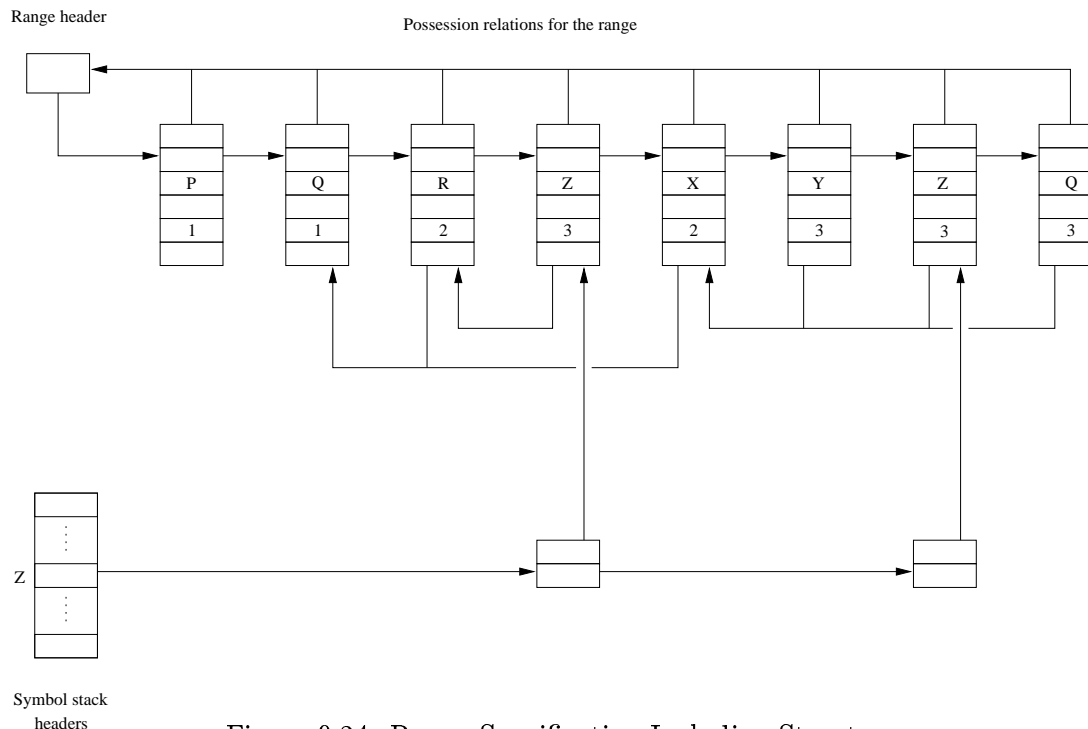 Range header
Possession relations for the range
P Q R Z X Y Z Q
1 1 2 3 2 3 3 3
Z
Symbol stack
headers